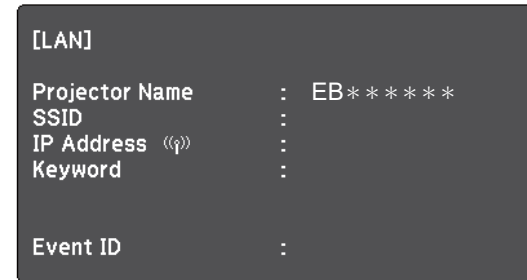 [LAN]
Projector Name : EB******
SSID :
IP Address :
Keyword :
Event ID :